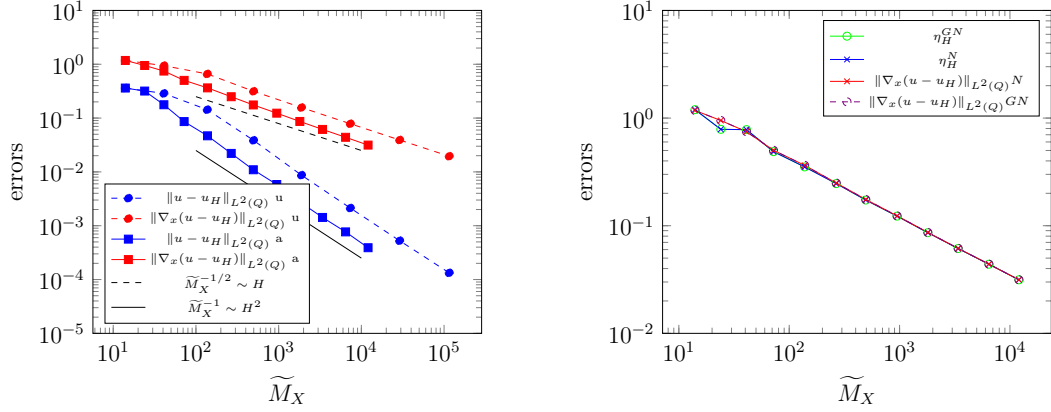 10^1
10^0
10^{-1}
10^{-2}
10^{-3}
10^{-4}
10^{-5}
errors
‖u − u_H‖_{L^2(Q)} u
‖∇_x(u − u_H)‖_{L^2(Q)} u
‖u − u_H‖_{L^2(Q)} a
‖∇_x(u − u_H)‖_{L^2(Q)} a
M̃_X^{-1/2} ∼ H
M̃_X^{-1} ∼ H^2
10^1 10^2 10^3 10^4 10^5
M̃_X
10^1
10^0
10^{-1}
10^{-2}
errors
η_H^{GN}
η_H^N
‖∇_x(u − u_H)‖_{L^2(Q)} N
‖∇_x(u − u_H)‖_{L^2(Q)} GN
10^1 10^2 10^3 10^4
M̃_X